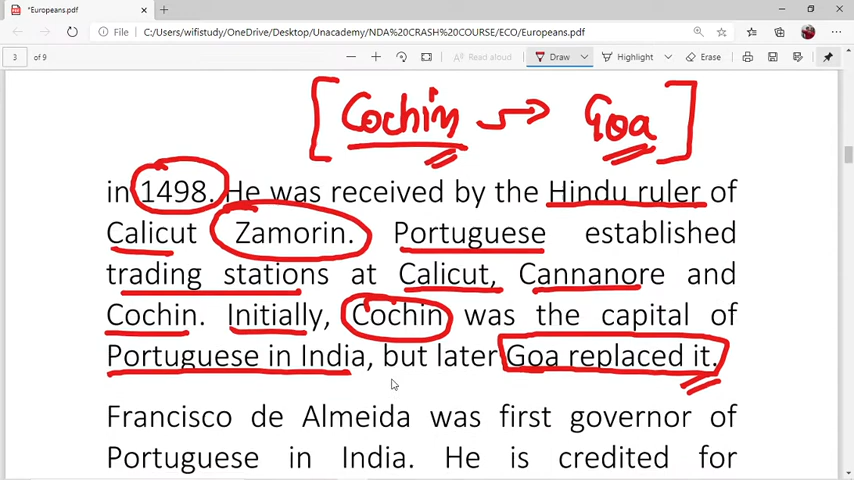 *Europeans.pdf
File
C:/Users/wifistudy/OneDrive/Desktop/Unacademy/NDA%20CRASH%20COURSE/ECO/Europeans.pdf
3 of 9 Read aloud Draw Highlight Erase
Cochin → Goa
in 1498. He was received by the Hindu ruler of
Calicut Zamorin. Portuguese established
trading stations at Calicut, Cannanore and
Cochin. Initially, Cochin was the capital of
Portuguese in India, but later Goa replaced it.
Francisco de Almeida was first governor of
Portuguese in India. He is credited for